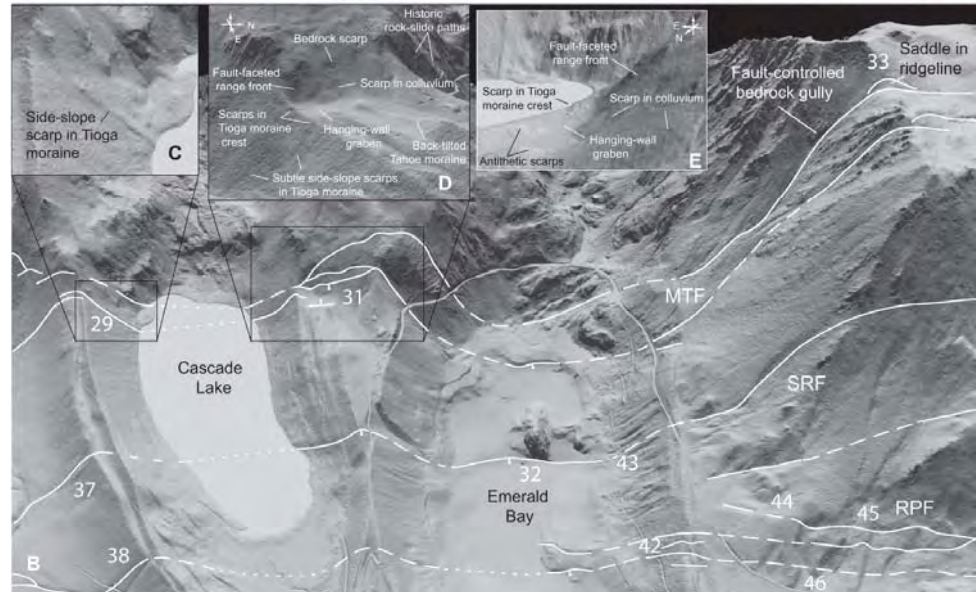 Side-slope
scarp in Tioga
moraine
C
N
E
Historic
rock-slide paths
Bedrock scarp
Fault-faceted
range front
Scarp in colluvium
Scarps in
Tioga moraine
crest
Hanging-wall
graben
Back-tilted
Tahoe moraine
Subtle side-slope scarps
in Tioga moraine
D
E
N
Fault-faceted
range front
Scarp in Tioga
moraine crest
Scarp in colluvium
Hanging-wall
graben
Antithetic scarps
E
33
Saddle in
ridgeline
Fault-controlled
bedrock gully
29
31
MTF
Cascade
Lake
SRF
37
32
43
Emerald
Bay
44
45
RPF
38
42
46
B